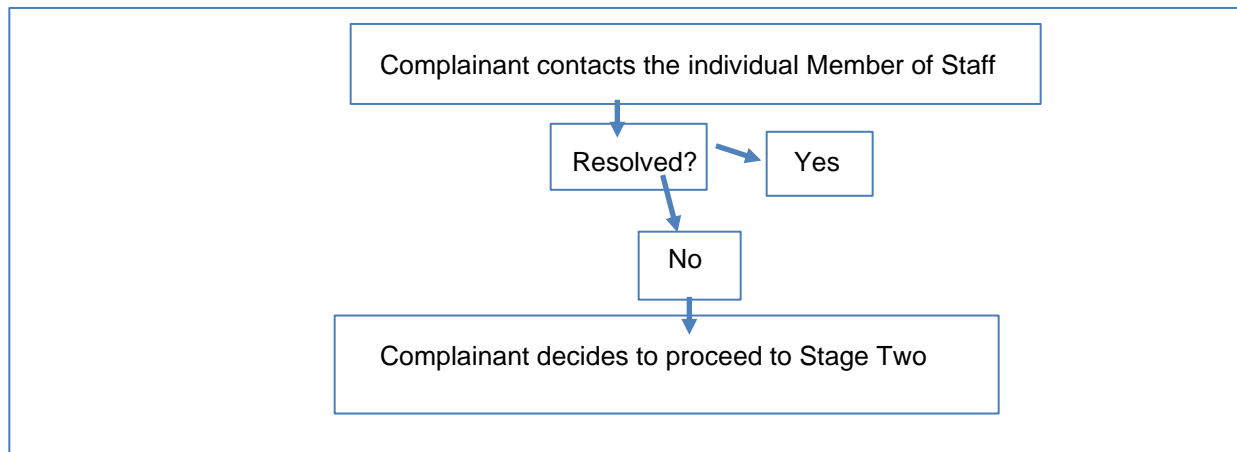 Complainant contacts the individual Member of Staff
Resolved?
Yes
No
Complainant decides to proceed to Stage Two